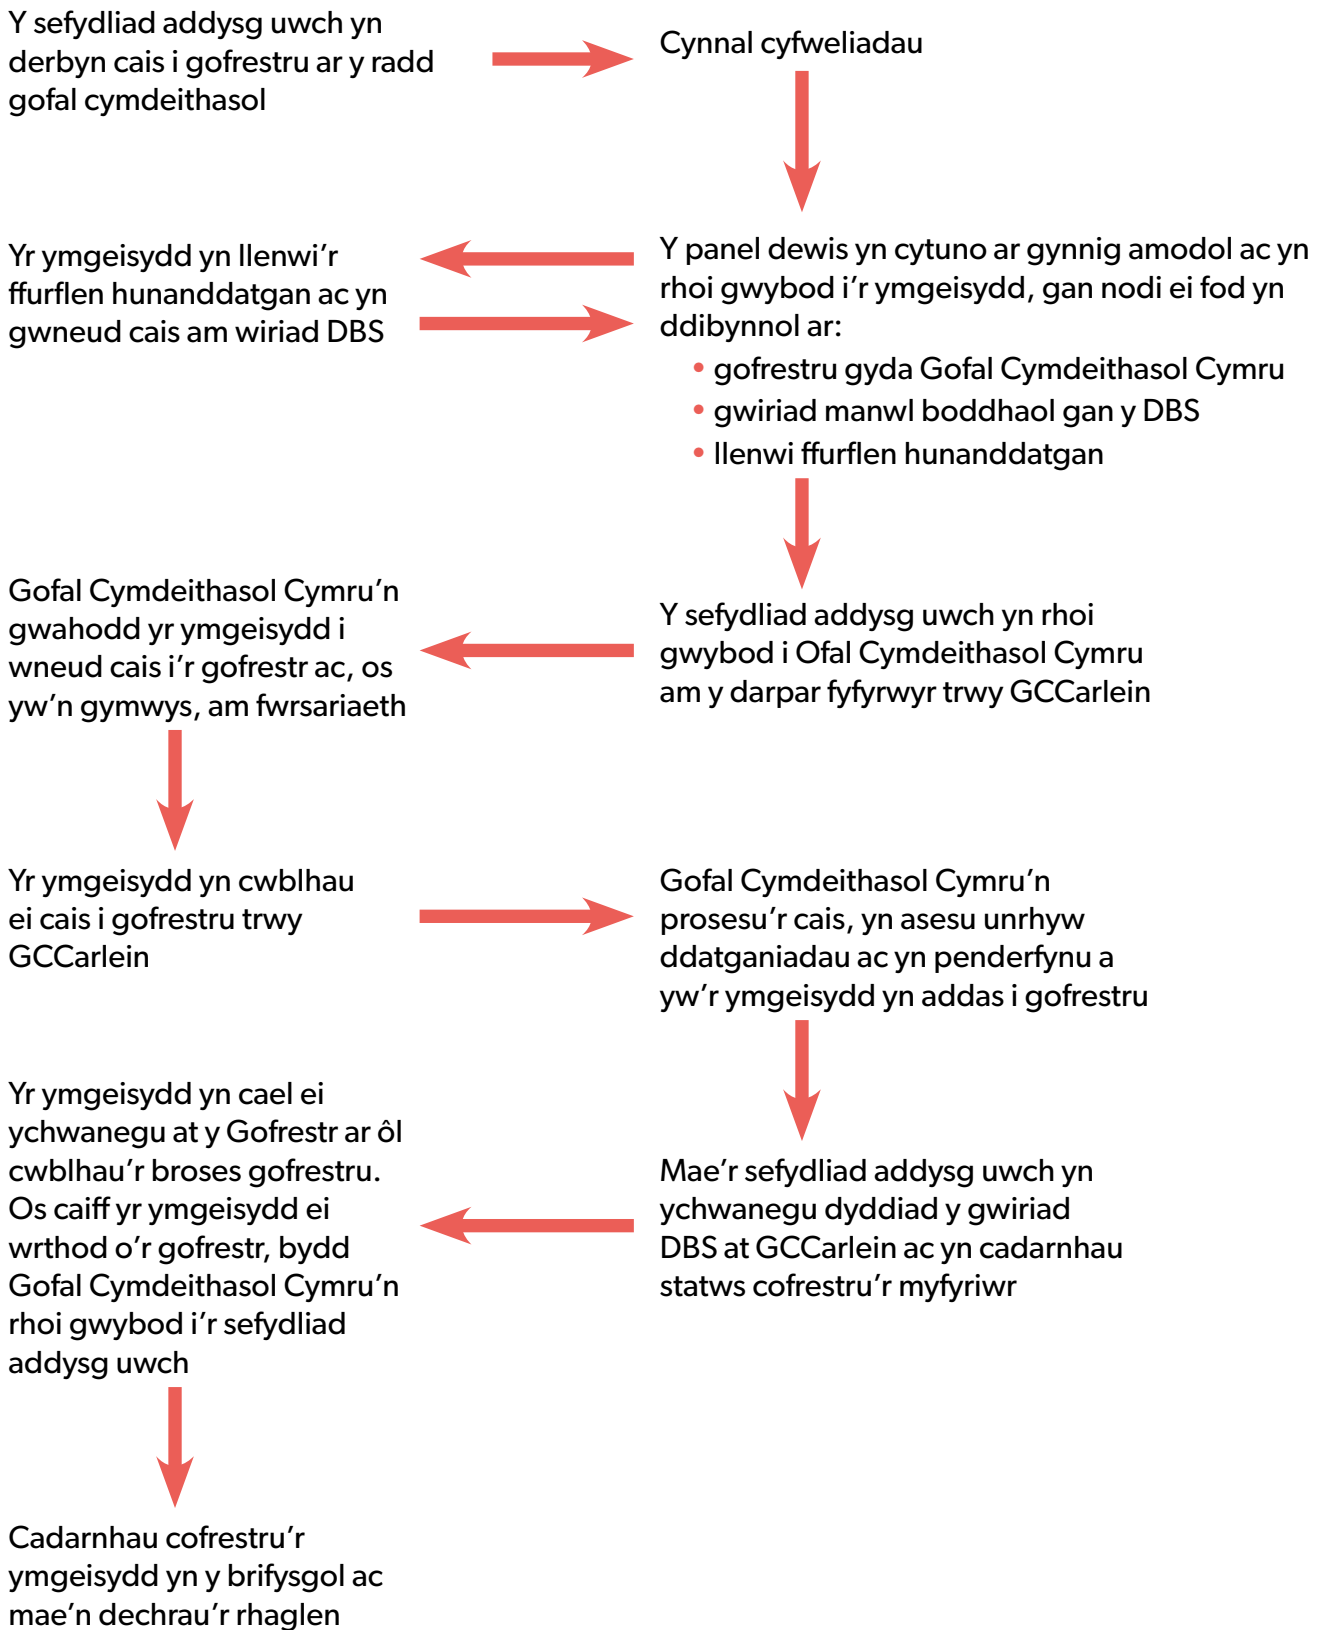 Y sefydliad addysg uwch yn
derbyn cais i gofrestru ar y radd
gofal cymdeithasol
Cynnal cyfweliadau
Y panel dewis yn cytuno ar gynnig amodol ac yn
rhoi gwybod i'r ymgeisydd, gan nodi ei fod yn
ddibynnol ar:
• gofrestru gyda Gofal Cymdeithasol Cymru
• gwiriad manwl boddhaol gan y DBS
• llenwi ffurflen hunanddatgan
Yr ymgeisydd yn llenwi'r
ffurflen hunanddatgan ac yn
gwneud cais am wiriad DBS
Y sefydliad addysg uwch yn rhoi
gwybod i Ofal Cymdeithasol Cymru
am y darpar fyfyrwyr trwy GCCarlein
Gofal Cymdeithasol Cymru'n
gwahodd yr ymgeisydd i
wneud cais i'r gofrestr ac, os
yw'n gymwys, am fwrsariaeth
Yr ymgeisydd yn cwblhau
ei cais i gofrestru trwy
GCCarlein
Gofal Cymdeithasol Cymru'n
prosesu'r cais, yn asesu unrhyw
ddatganiadau ac yn penderfynu a
yw'r ymgeisydd yn addas i gofrestru
Mae'r sefydliad addysg uwch yn
ychwanegu dyddiad y gwiriad
DBS at GCCarlein ac yn cadarnhau
statws cofrestru'r myfyriwr
Yr ymgeisydd yn cael ei
ychwanegu at y Gofrestr ar ôl
cwblhau'r broses gofrestru.
Os caiff yr ymgeisydd ei
wrthod o'r gofrestr, bydd
Gofal Cymdeithasol Cymru'n
rhoi gwybod i'r sefydliad
addysg uwch
Cadarnhau cofrestru'r
ymgeisydd yn y brifysgol ac
mae'n dechrau'r rhaglen